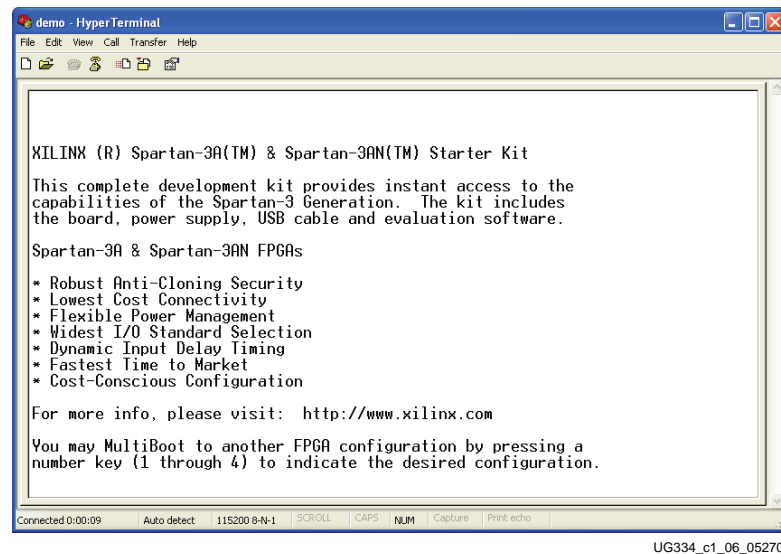 demo - HyperTerminal
File Edit View Call Transfer Help
XILINX (R) Spartan-3A(TM) & Spartan-3AN(TM) Starter Kit
This complete development kit provides instant access to the
capabilities of the Spartan-3 Generation.  The kit includes
the board, power supply, USB cable and evaluation software.
Spartan-3A & Spartan-3AN FPGAs
* Robust Anti-Cloning Security
* Lowest Cost Connectivity
* Flexible Power Management
* Widest I/O Standard Selection
* Dynamic Input Delay Timing
* Fastest Time to Market
* Cost-Conscious Configuration
For more info, please visit:  http://www.xilinx.com
You may MultiBoot to another FPGA configuration by pressing a
number key (1 through 4) to indicate the desired configuration.
Connected 0:00:09 Auto detect 115200 8-N-1 SCROLL CAPS NUM Capture Print echo
UG334_c1_06_05270